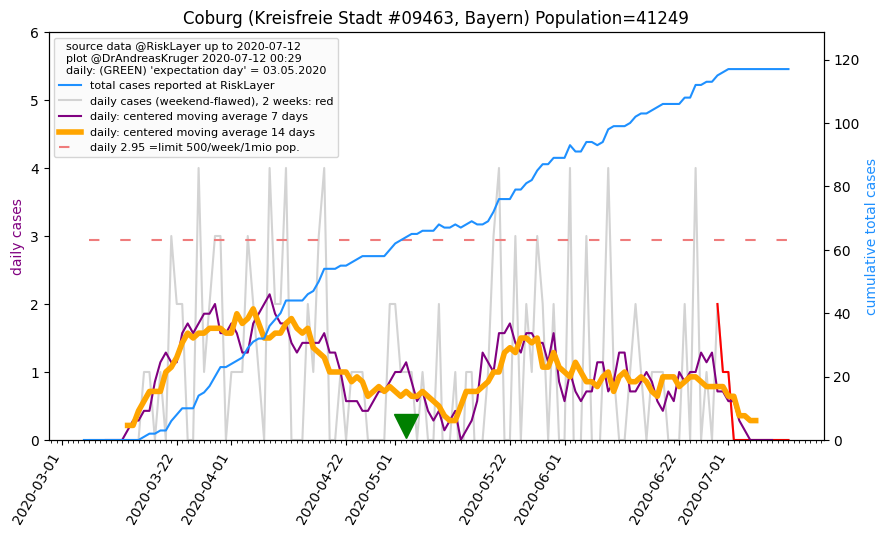 Coburg (Kreisfreie Stadt #09463, Bayern) Population=41249
source data @RiskLayer up to 2020-07-12
plot @DrAndreasKruger 2020-07-12 00:29
daily: (GREEN) 'expectation day' = 03.05.2020
total cases reported at RiskLayer
daily cases (weekend-flawed), 2 weeks: red
daily: centered moving average 7 days
daily: centered moving average 14 days
daily 2.95 =limit 500/week/1mio pop.
daily cases
6
5
4
3
2
1
0
cumulative total cases
120
100
80
60
40
20
0
2020-03-01
2020-03-22
2020-04-01
2020-04-22
2020-05-01
2020-05-22
2020-06-01
2020-06-22
2020-07-01